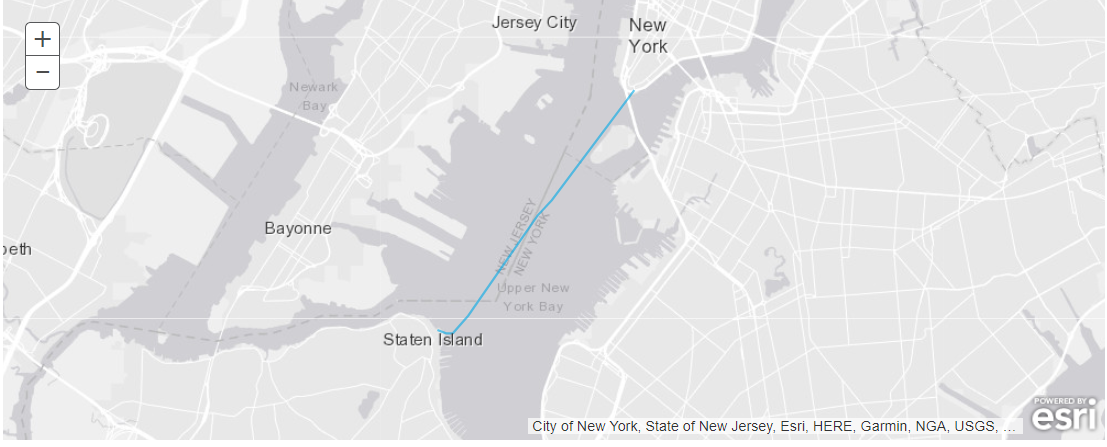 Jersey City
New
York
+
−
Newark
Bay
NEW JERSEY
NEW YORK
Bayonne
beth
Upper New
York Bay
Staten Island
POWERED BY
esri
City of New York, State of New Jersey, Esri, HERE, Garmin, NGA, USGS, ...